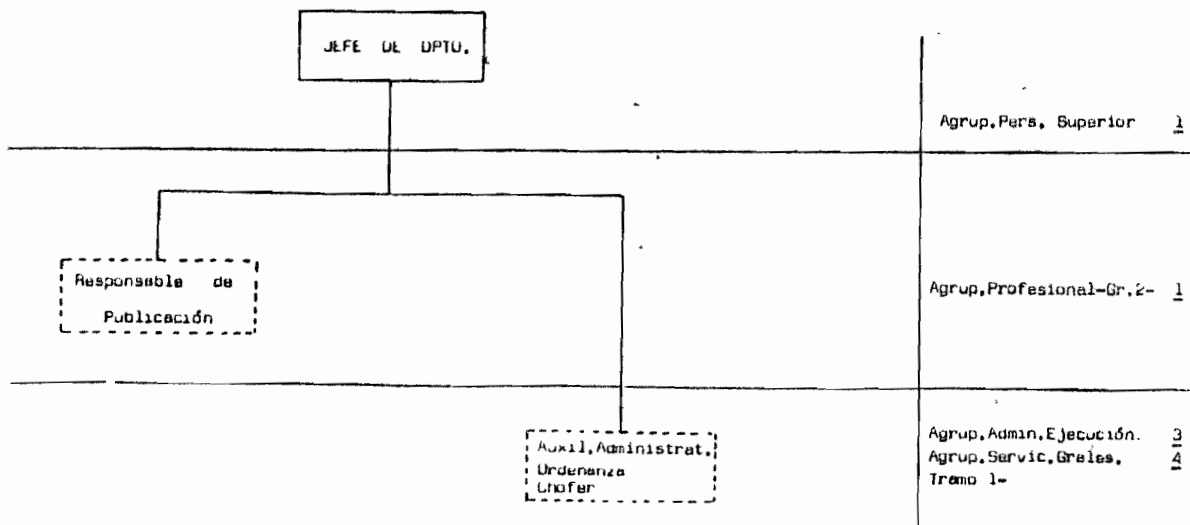 JEFE DE DPTO.
Agrup.Pers. Superior 1
Responsable de
Publicación
Agrup.Profesional-Gr.2- 1
Auxil.Administrat.
Ordenanza
Chofer
Agrup.Admin.Ejecución. 3
Agrup.Servic.Grales. 4
Tramo 1-